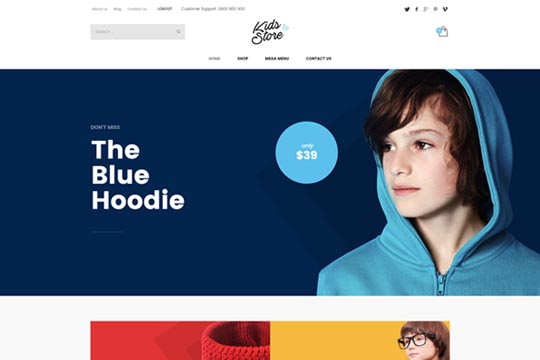 About Us Blog Contact Us LOGOUT Customer Support 0800 900 900
Search...
Kids
Store
HOME SHOP MEGA MENU CONTACT US
DON'T MISS
The
Blue
Hoodie
only
$39